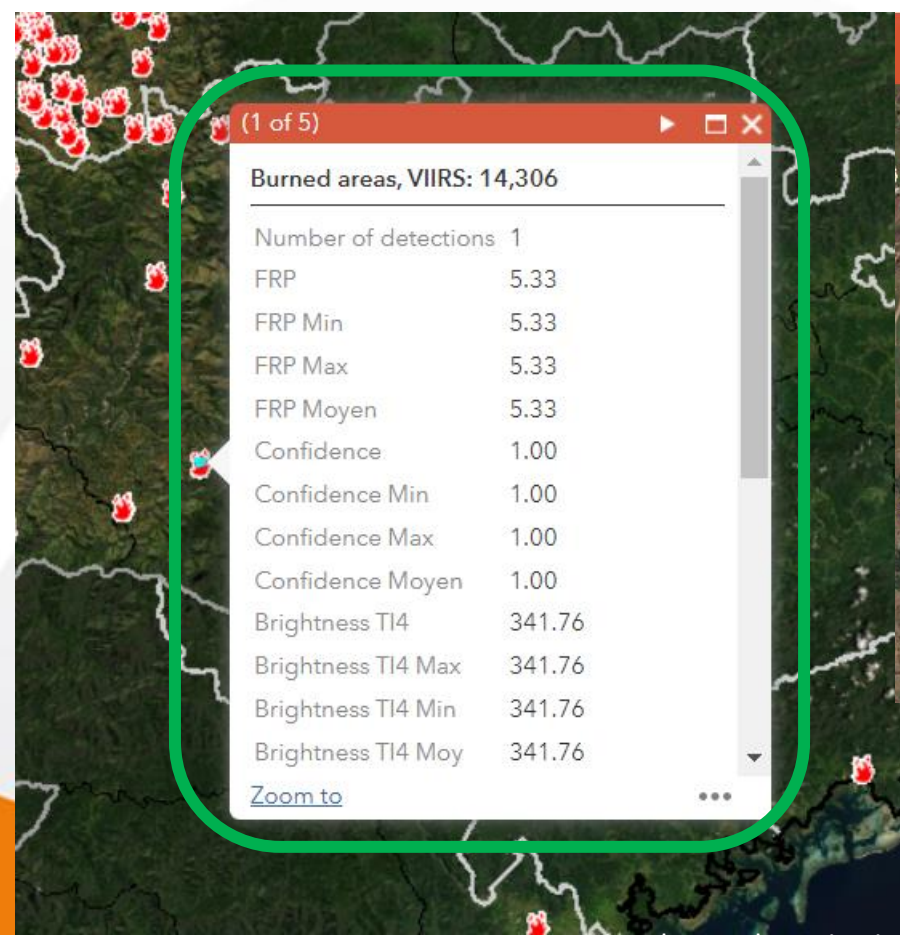 (1 of 5)
Burned areas, VIIRS: 14,306
Number of detections 1
FRP 5.33
FRP Min 5.33
FRP Max 5.33
FRP Moyen 5.33
Confidence 1.00
Confidence Min 1.00
Confidence Max 1.00
Confidence Moyen 1.00
Brightness TI4 341.76
Brightness TI4 Max 341.76
Brightness TI4 Min 341.76
Brightness TI4 Moy 341.76
Zoom to